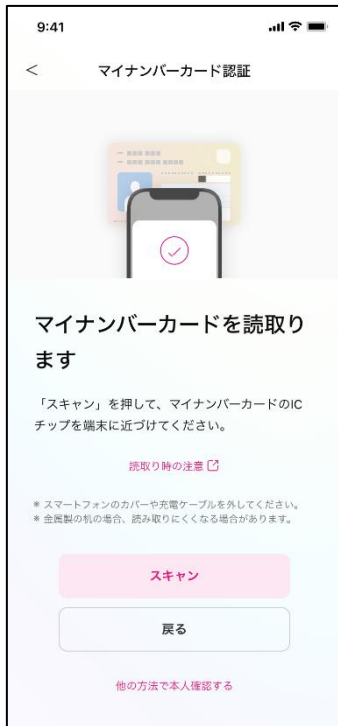 9:41
< マイナンバーカード認証
マイナンバーカードを読取り
ます
「スキャン」を押して、マイナンバーカードのIC
チップを端末に近づけてください。
読取り時の注意
* スマートフォンのカバーや充電ケーブルを外してください。
* 金属製の机の場合、読み取りにくくなる場合があります。
スキャン
戻る
他の方法で本人確認する